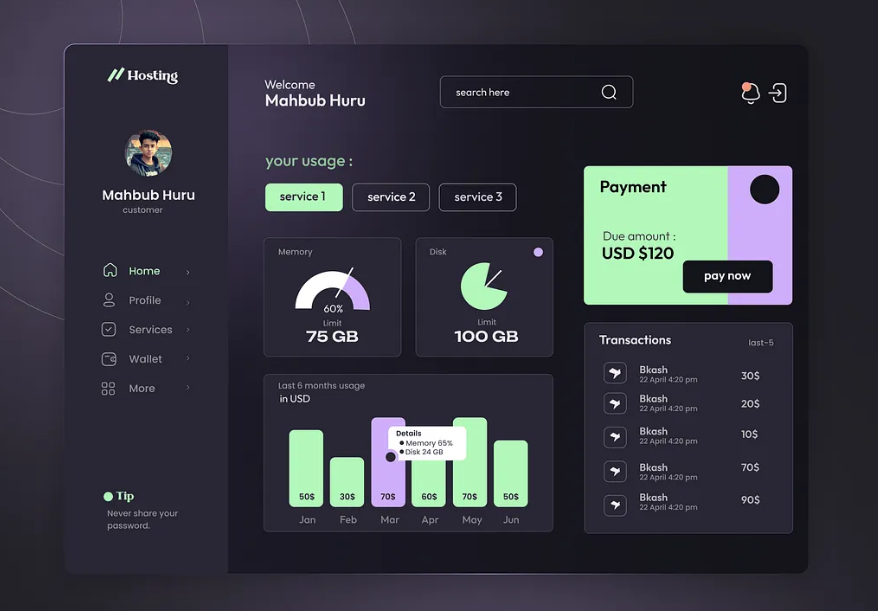 Hosting
Mahbub Huru
customer
Home
Profile
Services
Wallet
More
Tip
Never share your
password.
Welcome
Mahbub Huru
search here
your usage :
service 1
service 2
service 3
Memory
60%
Limit
75 GB
Disk
Limit
100 GB
Last 6 months usage
in USD
Details
Memory 65%
Disk 24 GB
50$ 30$ 70$ 60$ 70$ 50$
Jan Feb Mar Apr May Jun
Payment
Due amount :
USD $120
pay now
Transactions
last-5
Bkash
22 April 4:20 pm
30$
Bkash
22 April 4:20 pm
20$
Bkash
22 April 4:20 pm
10$
Bkash
22 April 4:20 pm
70$
Bkash
22 April 4:20 pm
90$